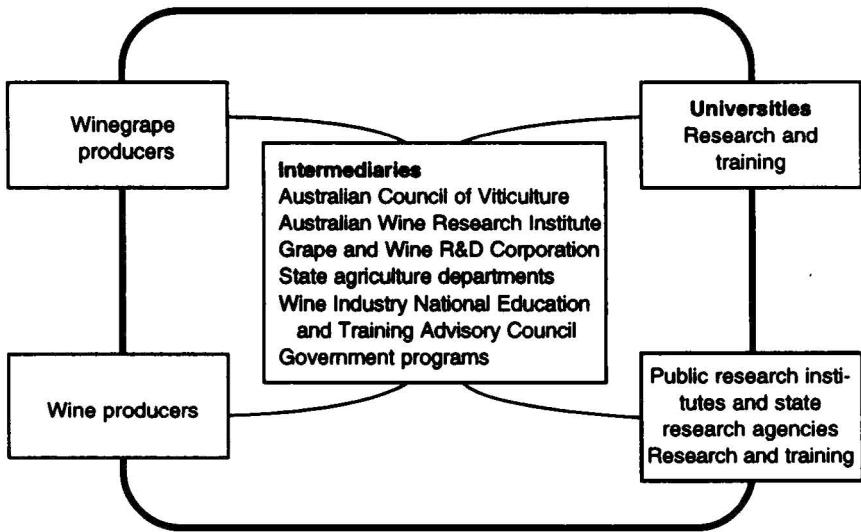 Winegrape
producers
Universities
Research and
training
Intermediaries
Australian Council of Viticulture
Australian Wine Research Institute
Grape and Wine R&D Corporation
State agriculture departments
Wine Industry National Education
and Training Advisory Council
Government programs
Wine producers
Public research insti-
tutes and state
research agencies
Research and training